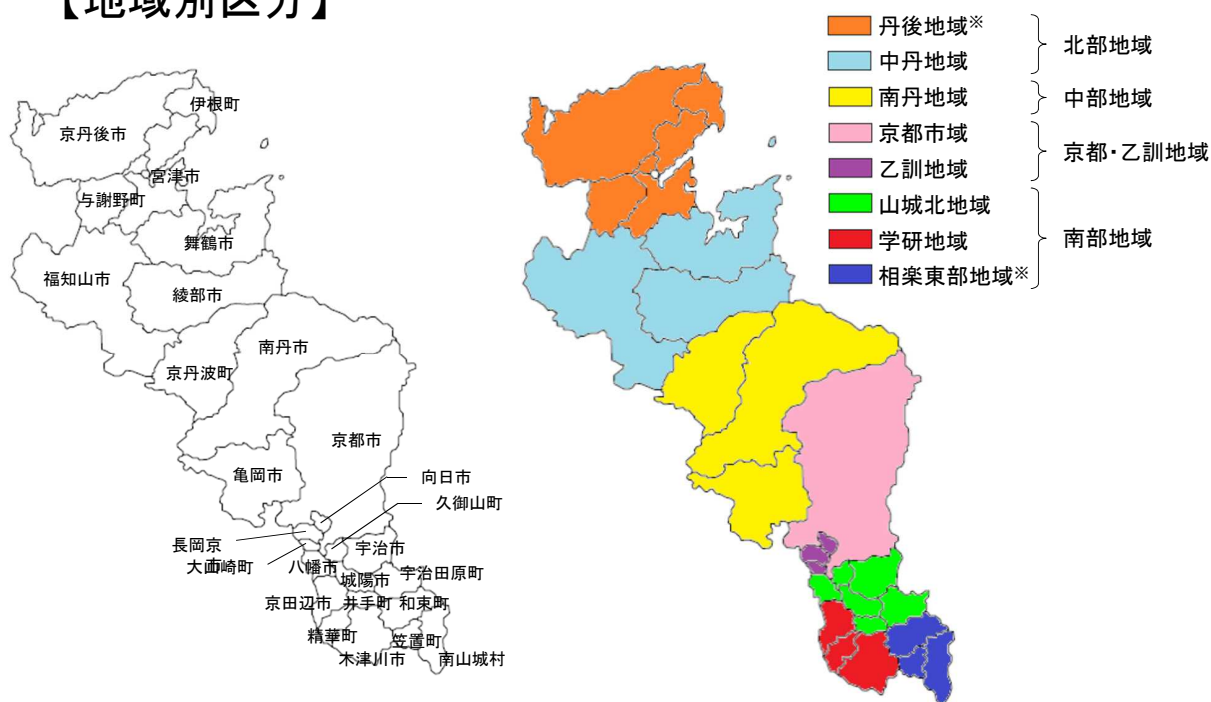 【地域別区分】
丹後地域※
中丹地域
南丹地域
京都市域
乙訓地域
山城北地域
学研地域
相楽東部地域※
北部地域
中部地域
京都・乙訓地域
南部地域
伊根町
京丹後市
宮津市
与謝野町
舞鶴市
福知山市
綾部市
南丹市
京丹波町
京都市
亀岡市
向日市
久御山町
長岡京
市
大山崎町
宇治市
八幡市
城陽市
宇治田原町
京田辺市
井手町
和束町
精華町
笠置町
木津川市
南山城村